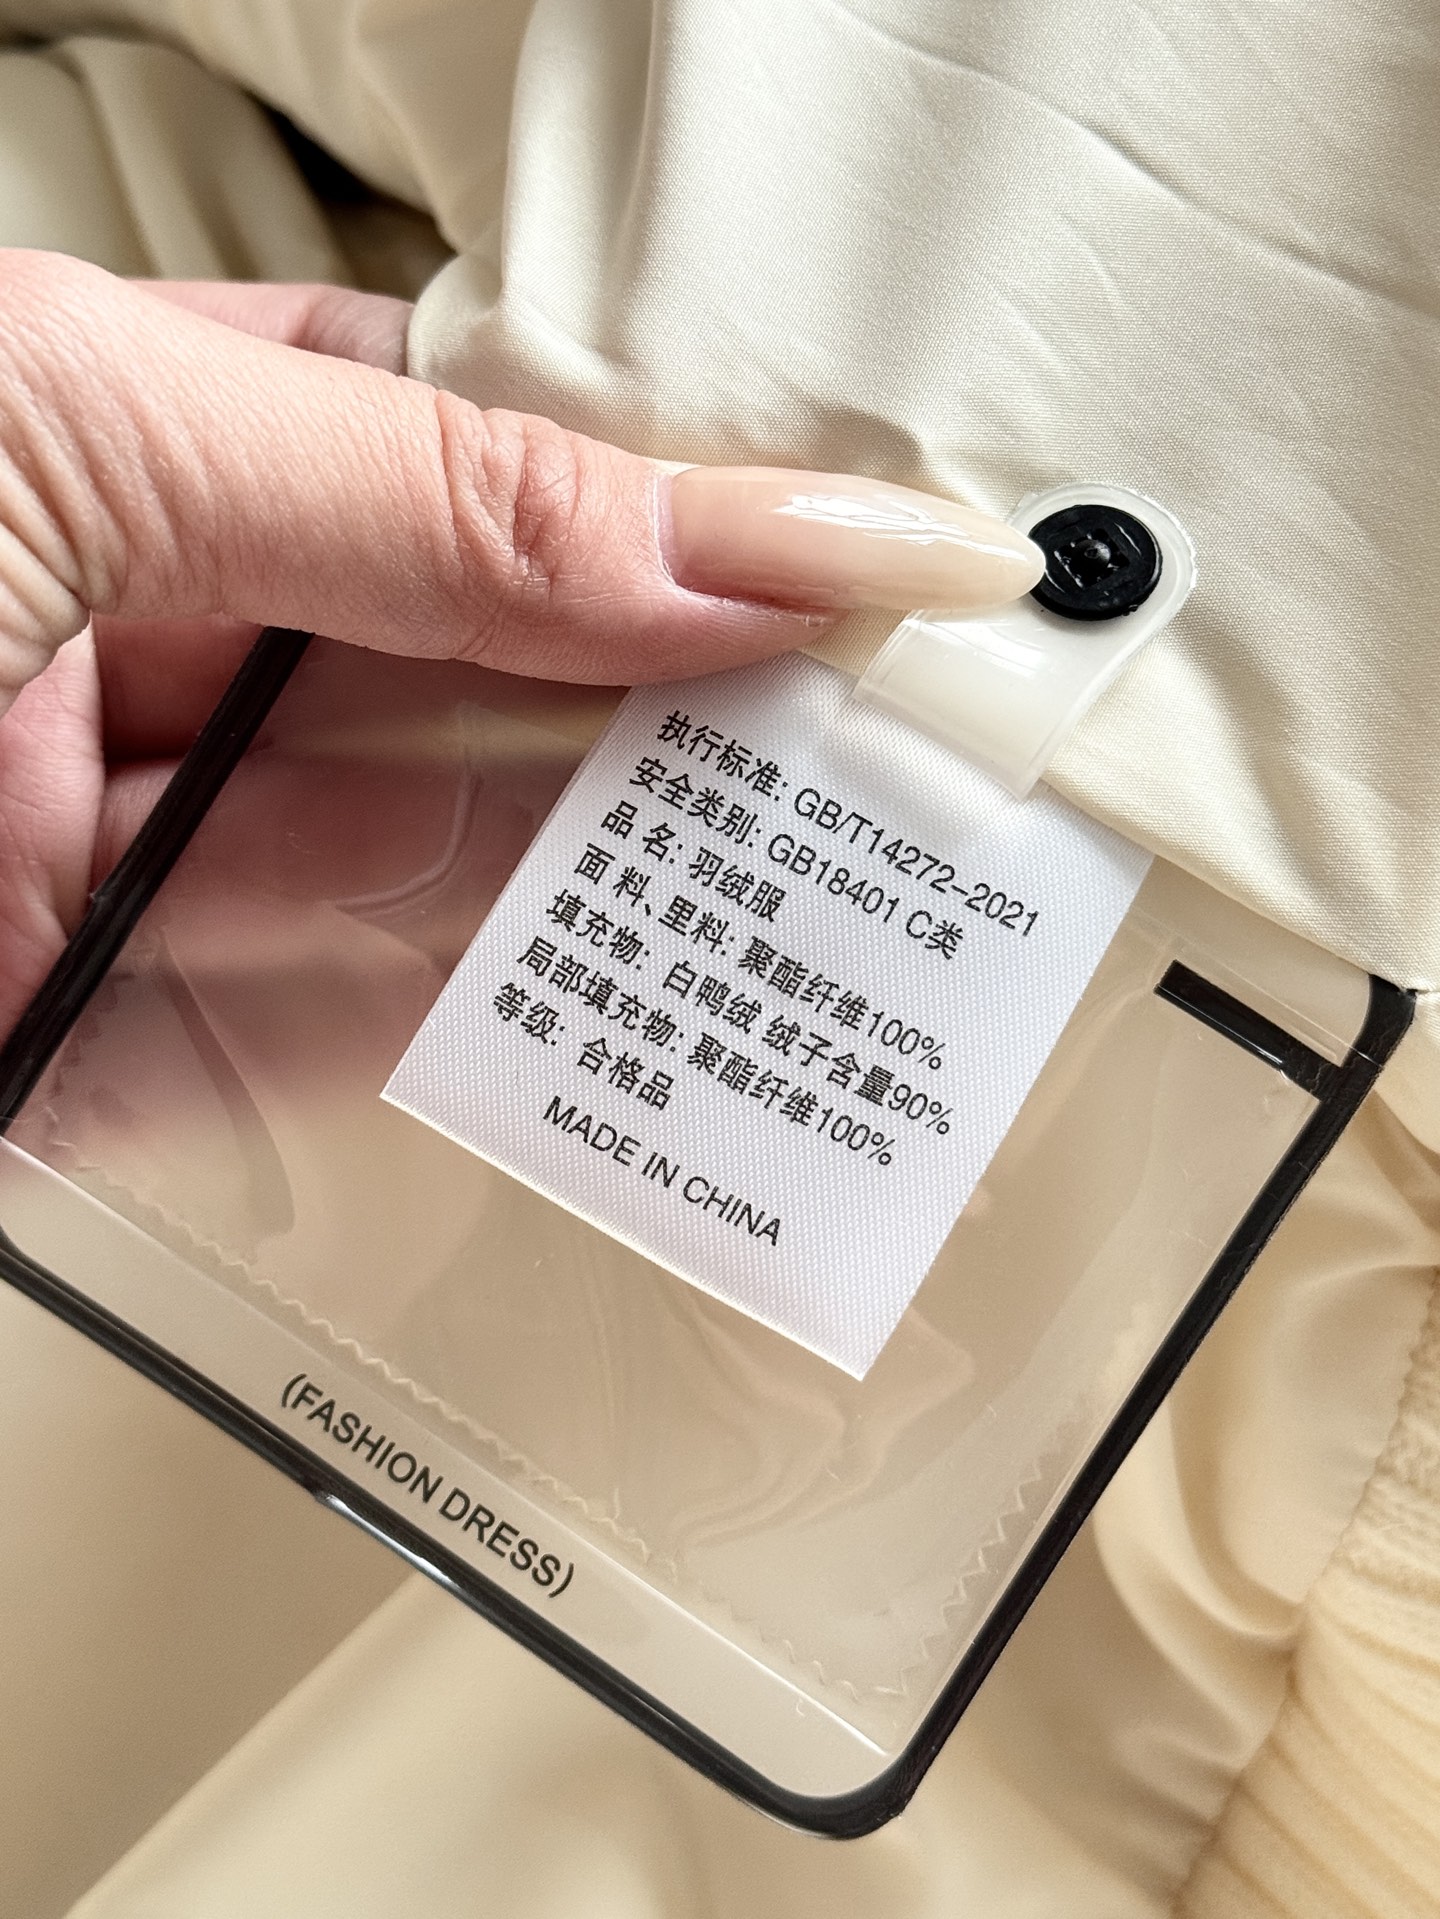 执行标准: GB/T14272-2021
安全类别: GB18401 C类
品 名: 羽绒服
面 料、里料: 聚酯纤维100%
填充物: 白鸭绒 绒子含量90%
局部填充物: 聚酯纤维100%
等级: 合格品
MADE IN CHINA
(FASHION DRESS)